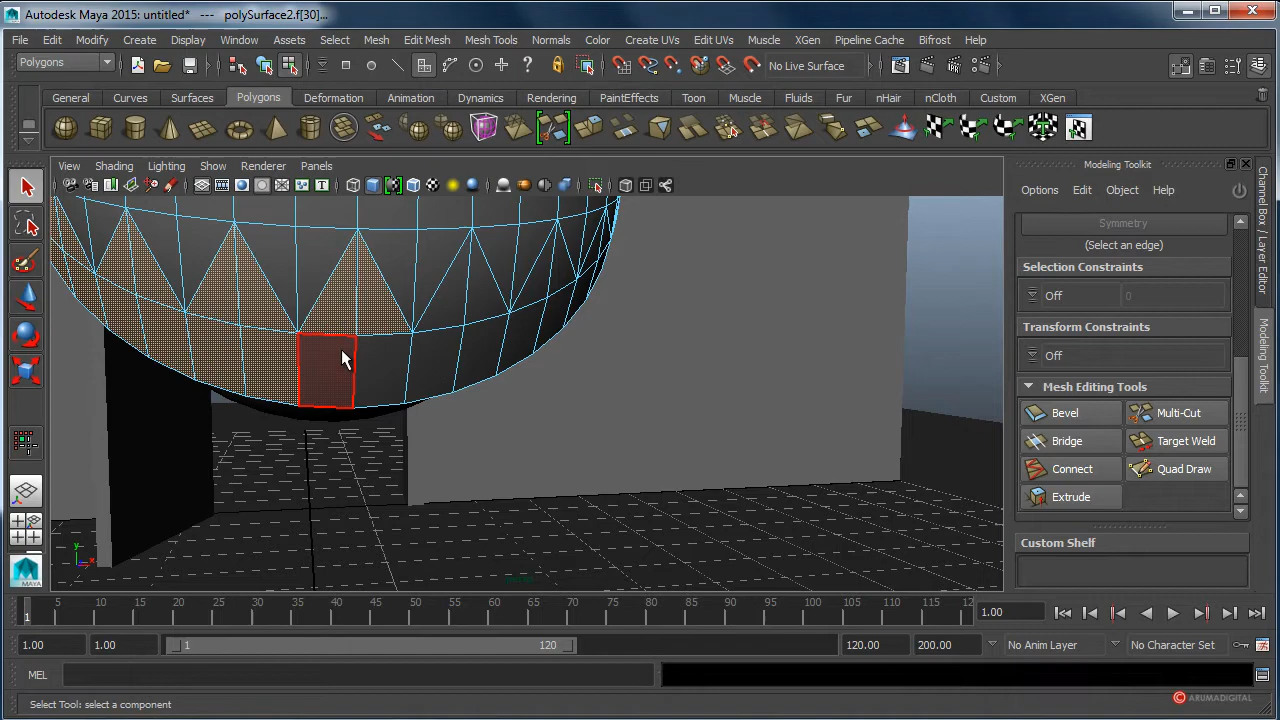 Autodesk Maya 2015: untitled* --- polySurface2.f[30]...
File Edit Modify Create Display Window Assets Select Mesh Edit Mesh Mesh Tools Normals Color Create UVs Edit UVs Muscle XGen Pipeline Cache Bifrost Help
Polygons No Live Surface
General Curves Surfaces Polygons Deformation Animation Dynamics Rendering PaintEffects Toon Muscle Fluids Fur nHair nCloth Custom XGen
View Shading Lighting Show Renderer Panels
Modeling Toolkit
Options Edit Object Help
Symmetry
(Select an edge)
Selection Constraints
Off 0
Transform Constraints
Off
Mesh Editing Tools
Bevel Multi-Cut
Bridge Target Weld
Connect Quad Draw
Extrude
Custom Shelf
Channel Box / Layer Editor
Modeling Toolkit
y
x
MAYA
1 5 10 15 20 25 30 35 40 45 50 55 60 65 70 75 80 85 90 95 100 105 110 115 12
1.00
1.00 1.00 1 120 120.00 200.00 No Anim Layer No Character Set
MEL
Select Tool: select a component
© ARUMADIGITAL